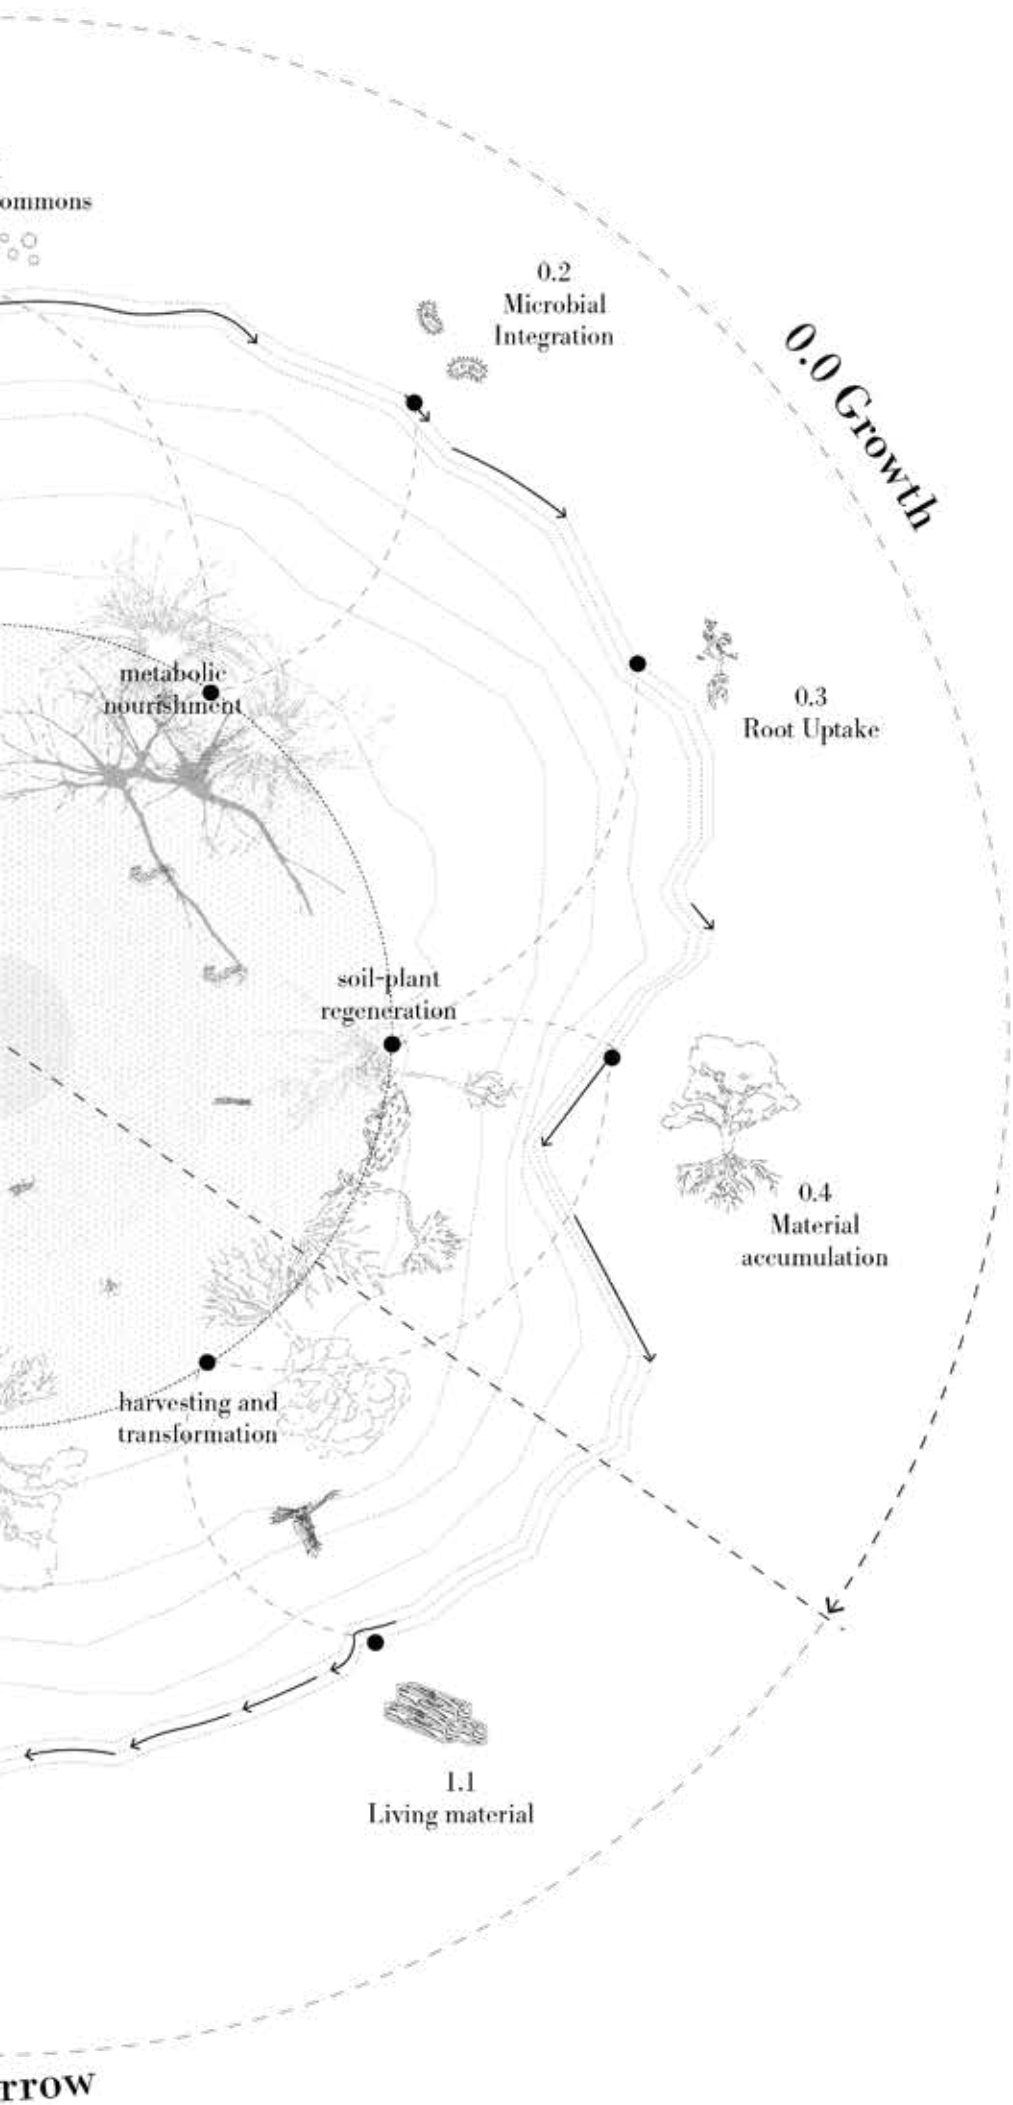 ommons
0.2
Microbial
Integration
0.0 Growth
metabolic
nourishment
0.3
Root Uptake
soil-plant
regeneration
0.4
Material
accumulation
harvesting and
transformation
1.1
Living material
rrow